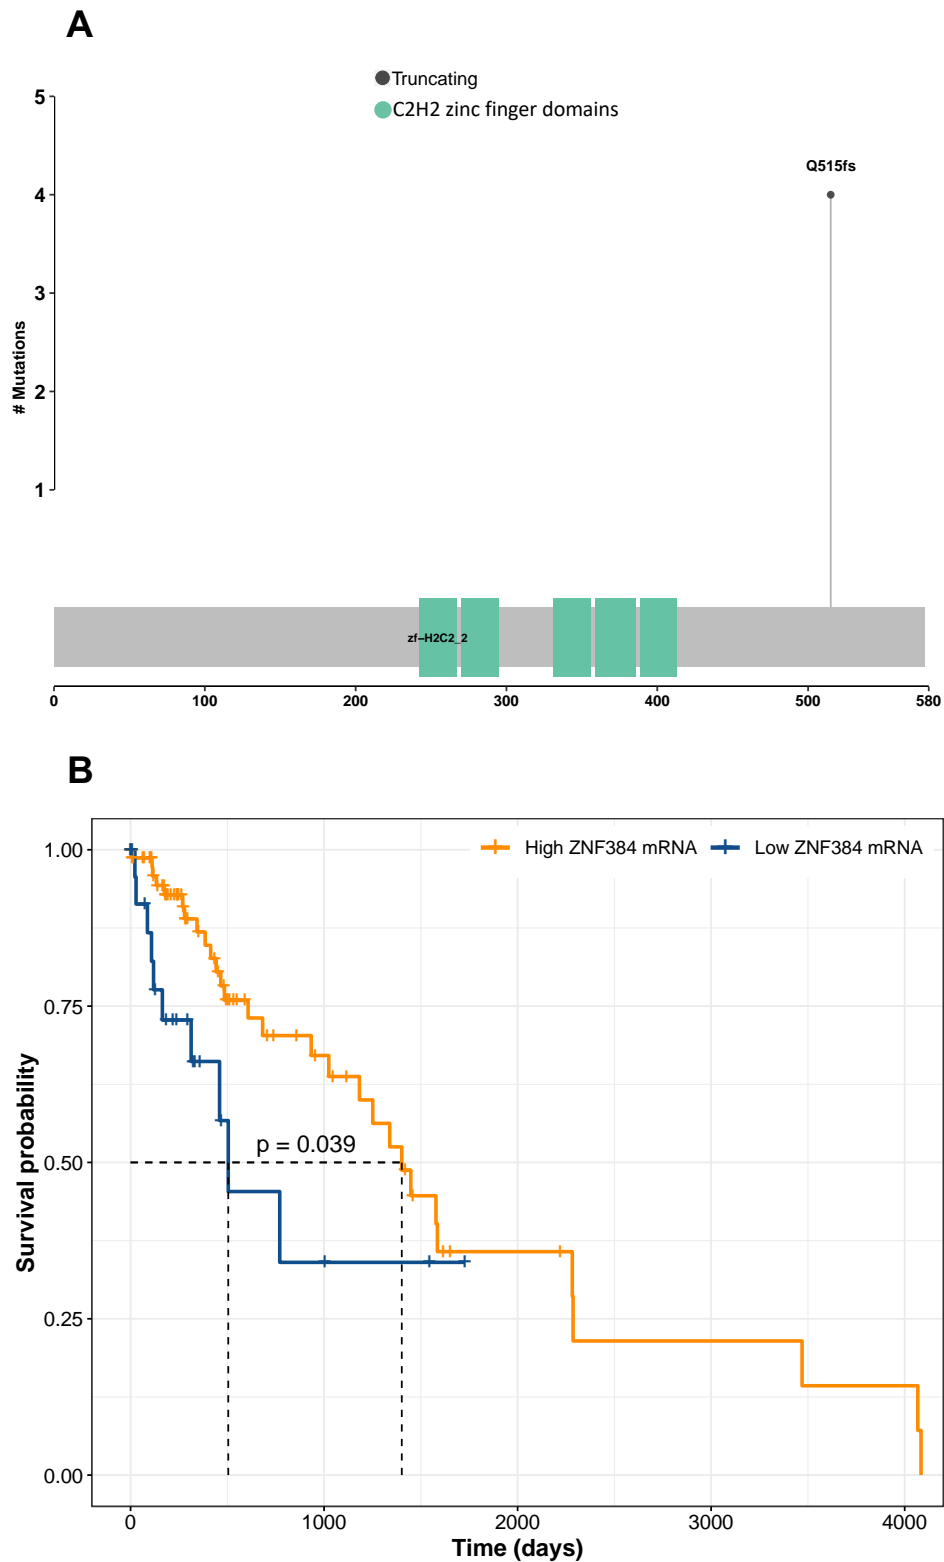 A
Truncating
C2H2 zinc finger domains
5
Q515fs
4
3
# Mutations
2
1
zf–H2C2_2
0 100 200 300 400 500 580
B
1.00
High ZNF384 mRNA Low ZNF384 mRNA
0.75
Survival probability
p = 0.039
0.50
0.25
0.00
0 1000 2000 3000 4000
Time (days)